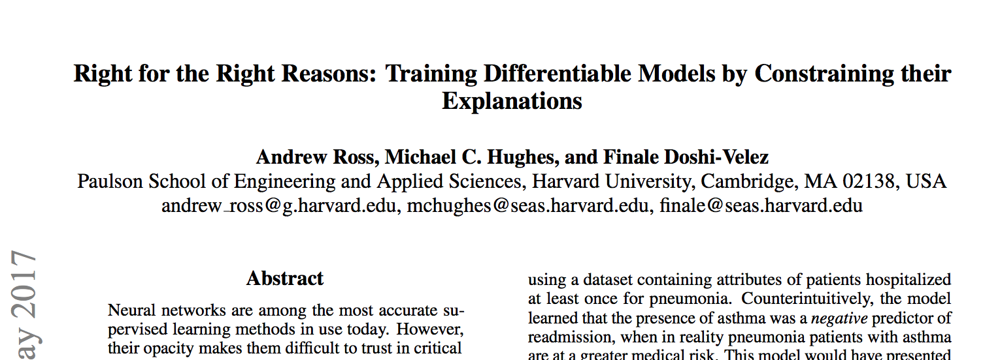 Right for the Right Reasons: Training Differentiable Models by Constraining their
Explanations
Andrew Ross, Michael C. Hughes, and Finale Doshi-Velez
Paulson School of Engineering and Applied Sciences, Harvard University, Cambridge, MA 02138, USA
andrew_ross@g.harvard.edu, mchughes@seas.harvard.edu, finale@seas.harvard.edu
ay 2017
Abstract
Neural networks are among the most accurate su-
pervised learning methods in use today. However,
their opacity makes them difficult to trust in critical
using a dataset containing attributes of patients hospitalized
at least once for pneumonia. Counterintuitively, the model
learned that the presence of asthma was a negative predictor of
readmission, when in reality pneumonia patients with asthma
are at a greater medical risk. This model would have presented